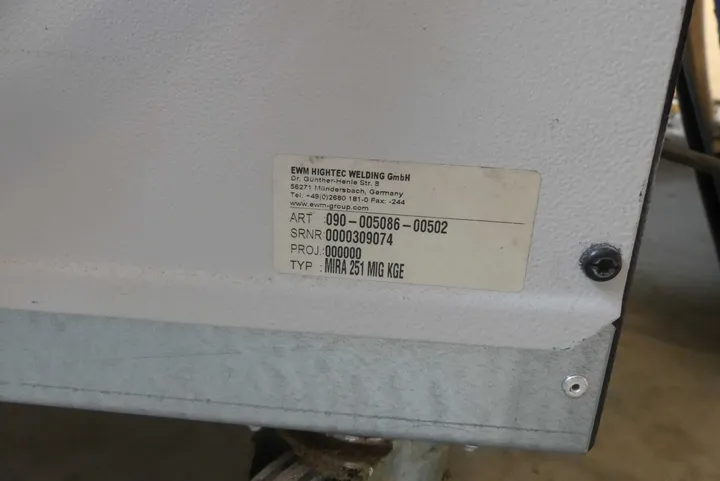 EWM HIGHTEC WELDING GmbH
Dr. Günther-Henle Str. 8
56271 Mündersbach, Germany
Tel: +49(0)2680 181-0 Fax: -244
www.ewm-group.com
ART : 090-005086-00502
SRNR: 0000309074
PROJ.: 000000
TYP : MIRA 251 MIG KGE